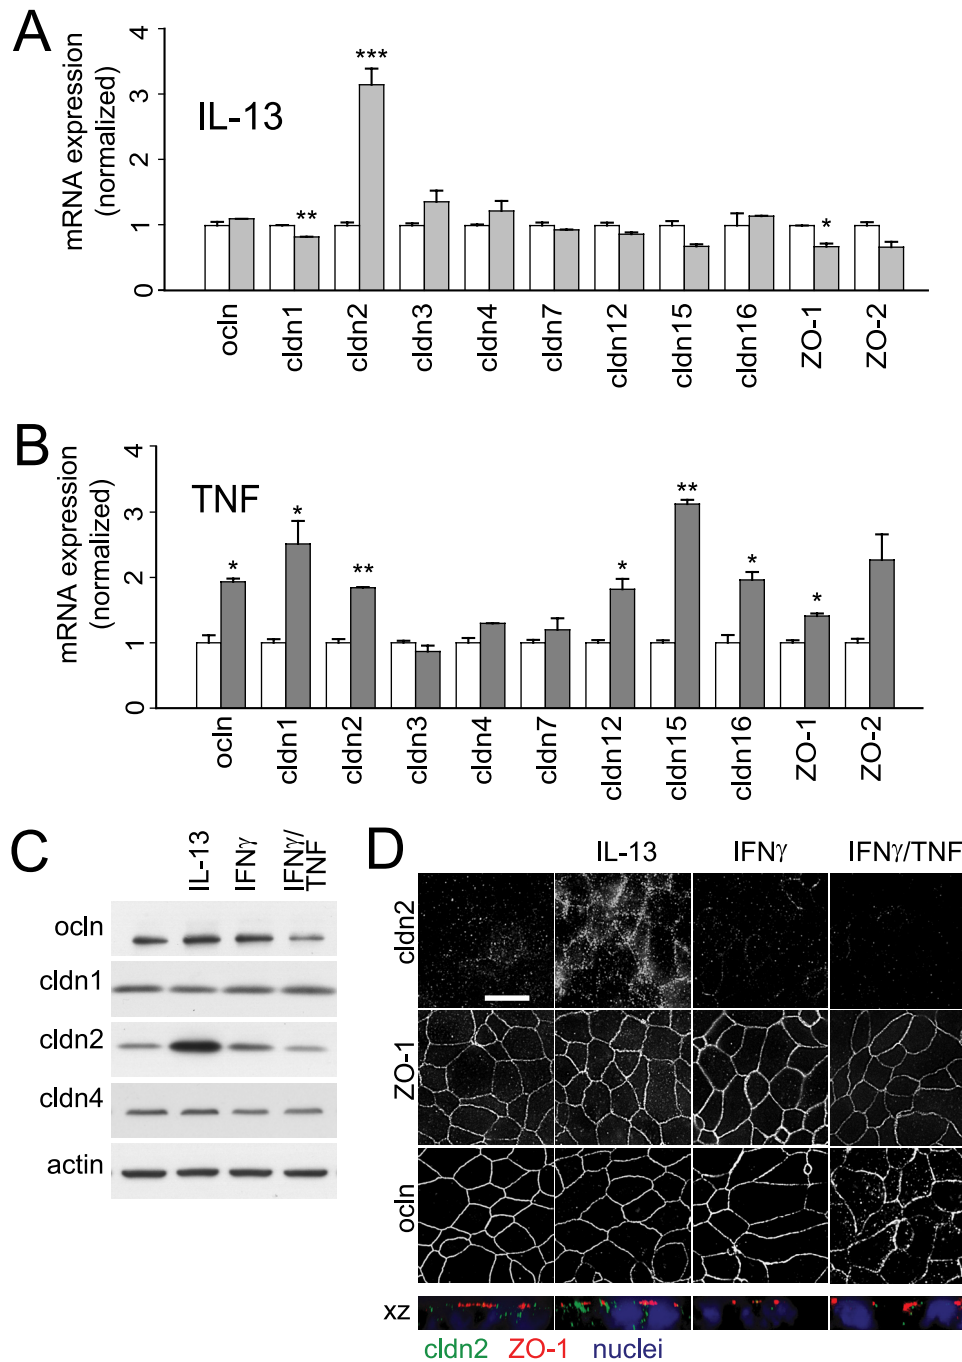 A
mRNA expression
(normalized)
0 1 2 3 4
IL-13
** *** *
ocln cldn1 cldn2 cldn3 cldn4 cldn7 cldn12 cldn15 cldn16 ZO-1 ZO-2
B
mRNA expression
(normalized)
0 1 2 3 4
TNF
* * ** * ** * *
ocln cldn1 cldn2 cldn3 cldn4 cldn7 cldn12 cldn15 cldn16 ZO-1 ZO-2
C
IL-13 IFNγ IFNγ/
TNF
ocln
cldn1
cldn2
cldn4
actin
D
IL-13 IFNγ IFNγ/TNF
cldn2
ZO-1
ocln
xz
cldn2 ZO-1 nuclei